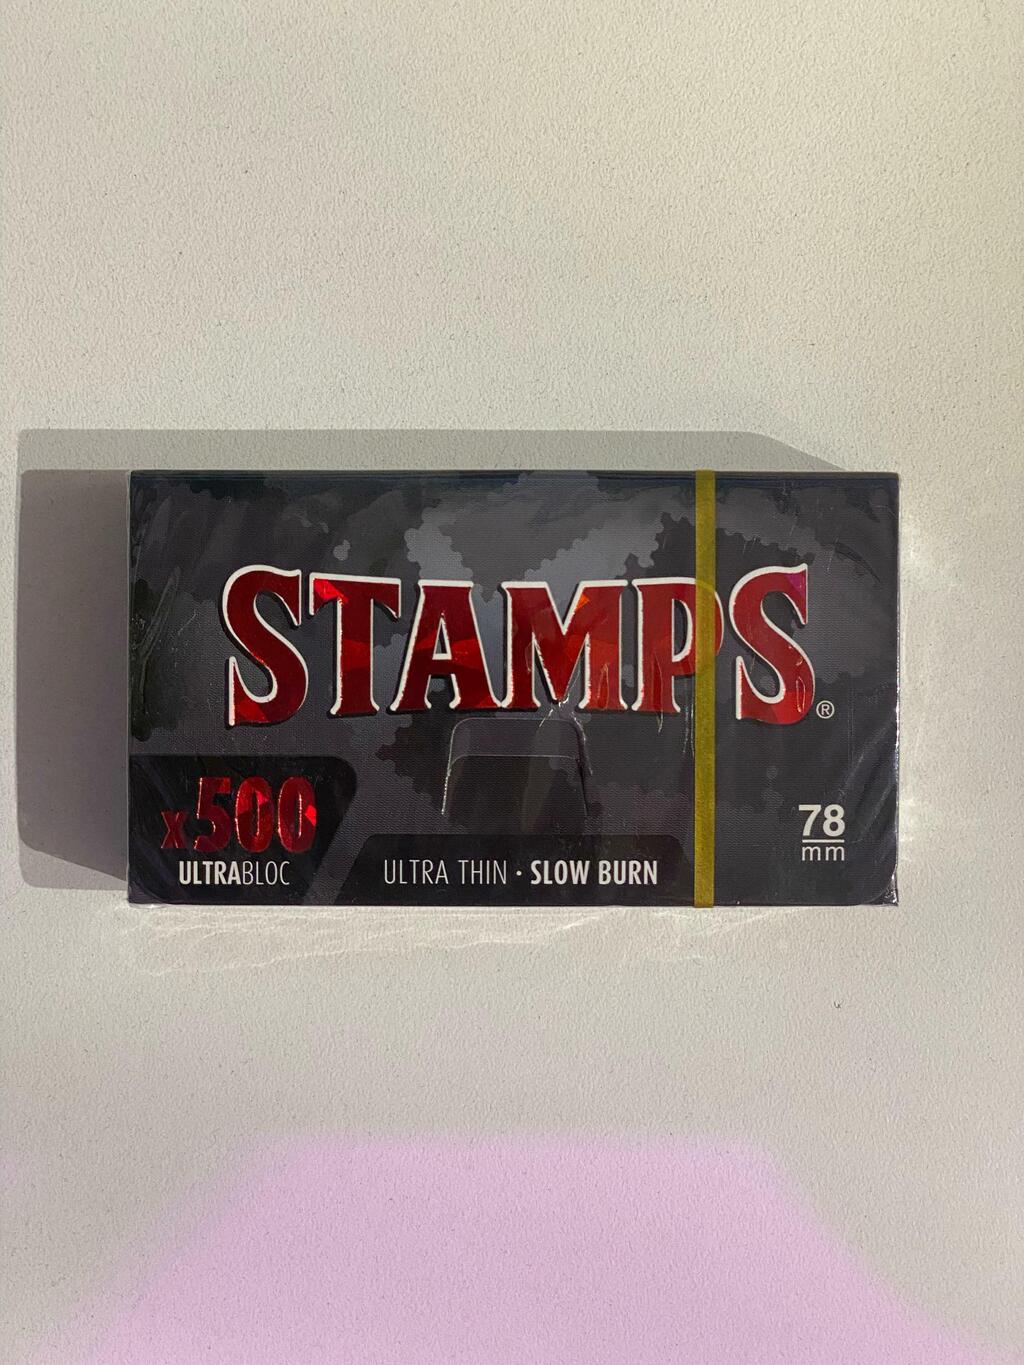 STAMPS®
x500
ULTRABLOC
ULTRA THIN · SLOW BURN
78
mm